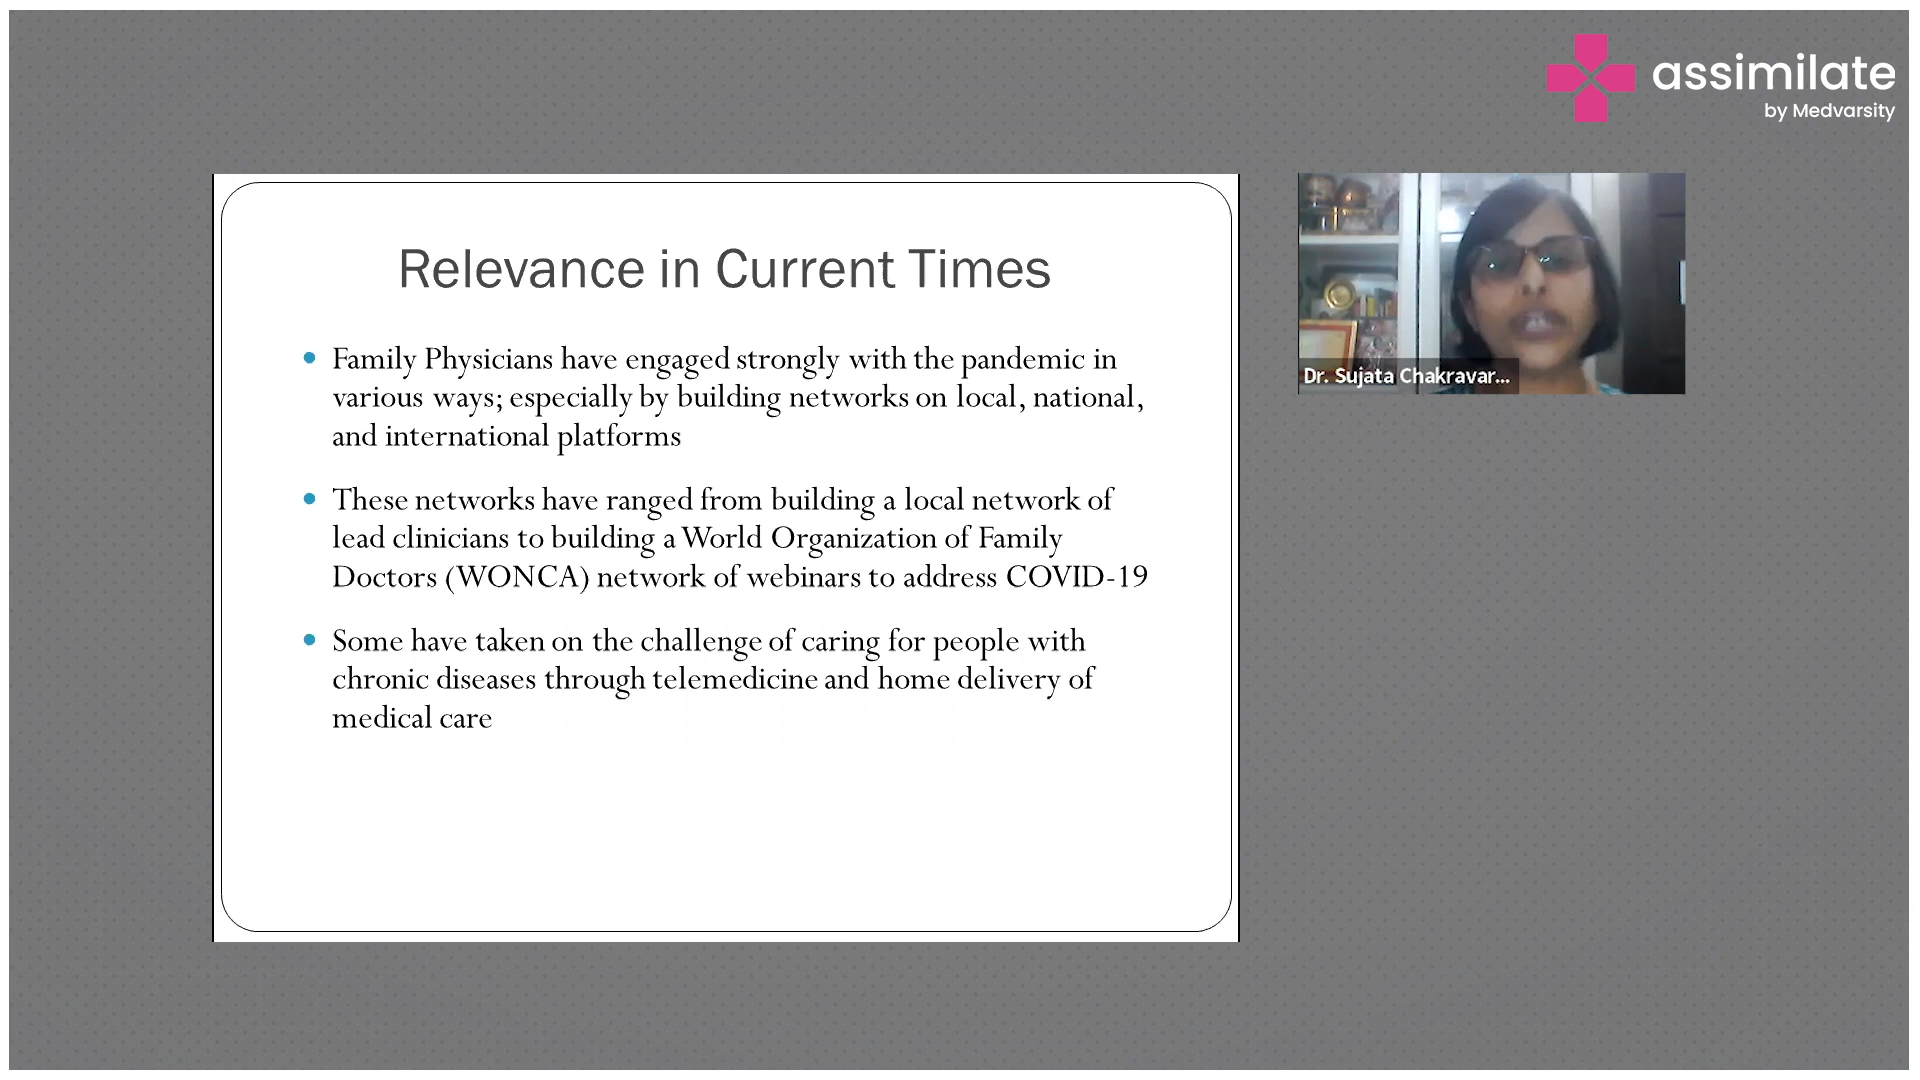 assimilate
by Medvarsity
Relevance in Current Times
• Family Physicians have engaged strongly with the pandemic in
various ways; especially by building networks on local, national,
and international platforms
• These networks have ranged from building a local network of
lead clinicians to building a World Organization of Family
Doctors (WONCA) network of webinars to address COVID-19
• Some have taken on the challenge of caring for people with
chronic diseases through telemedicine and home delivery of
medical care
Dr. Sujata Chakravar...